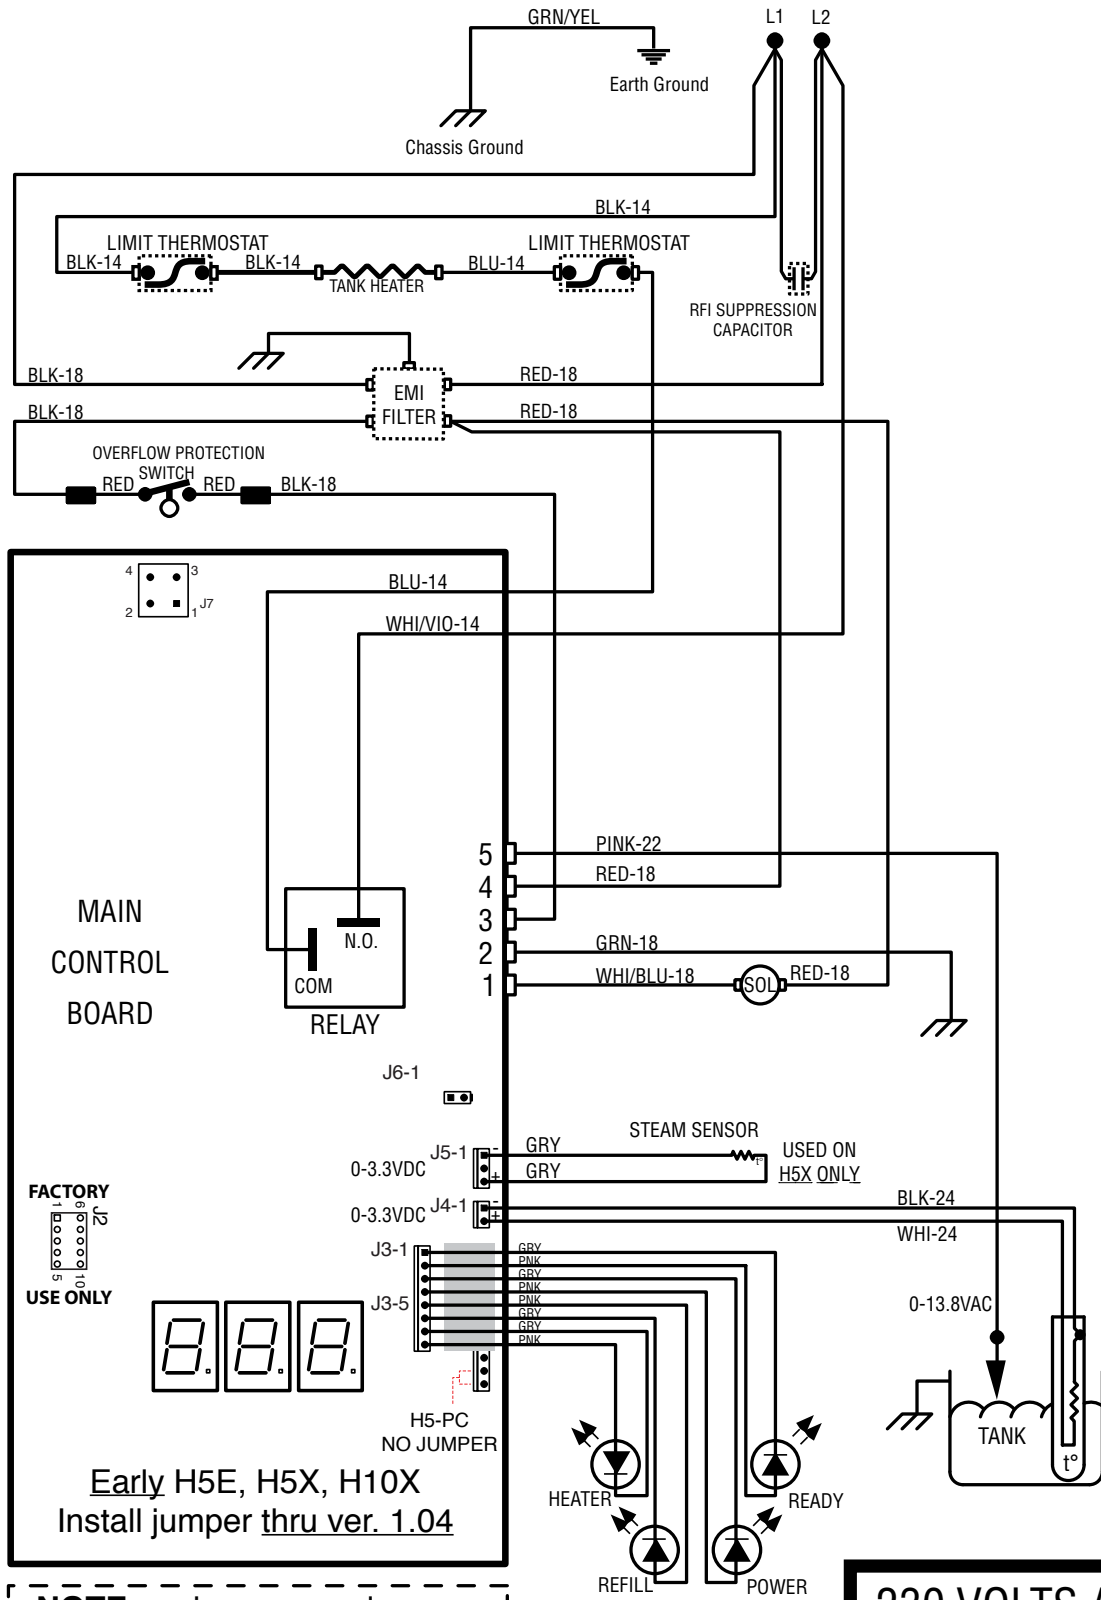 GRN/YEL
L1 L2
Earth Ground
Chassis Ground
BLK-14
LIMIT THERMOSTAT
LIMIT THERMOSTAT
BLK-14
BLK-14
BLU-14
TANK HEATER
RFI SUPPRESSION
CAPACITOR
BLK-18
EMI
FILTER
RED-18
BLK-18
RED-18
OVERFLOW PROTECTION
SWITCH
RED
RED
BLK-18
4 3
2 1
J7
BLU-14
WHI/VIO-14
MAIN
CONTROL
BOARD
N.O.
COM
RELAY
5
4
3
2
1
PINK-22
RED-18
GRN-18
WHI/BLU-18
SOL
RED-18
J6-1
STEAM SENSOR
USED ON
H5X ONLY
t°
J5-1
-
+
0-3.3VDC
GRY
GRY
J4-1
-
+
0-3.3VDC
BLK-24
WHI-24
FACTORY
1 6
J2
5 10
USE ONLY
J3-1
J3-5
GRY
PNK
GRY
PNK
PNK
GRY
GRY
PNK
0-13.8VAC
8.8.8.
H5-PC
NO JUMPER
TANK
t°
Early H5E, H5X, H10X
Install jumper thru ver. 1.04
HEATER
READY
REFILL
POWER